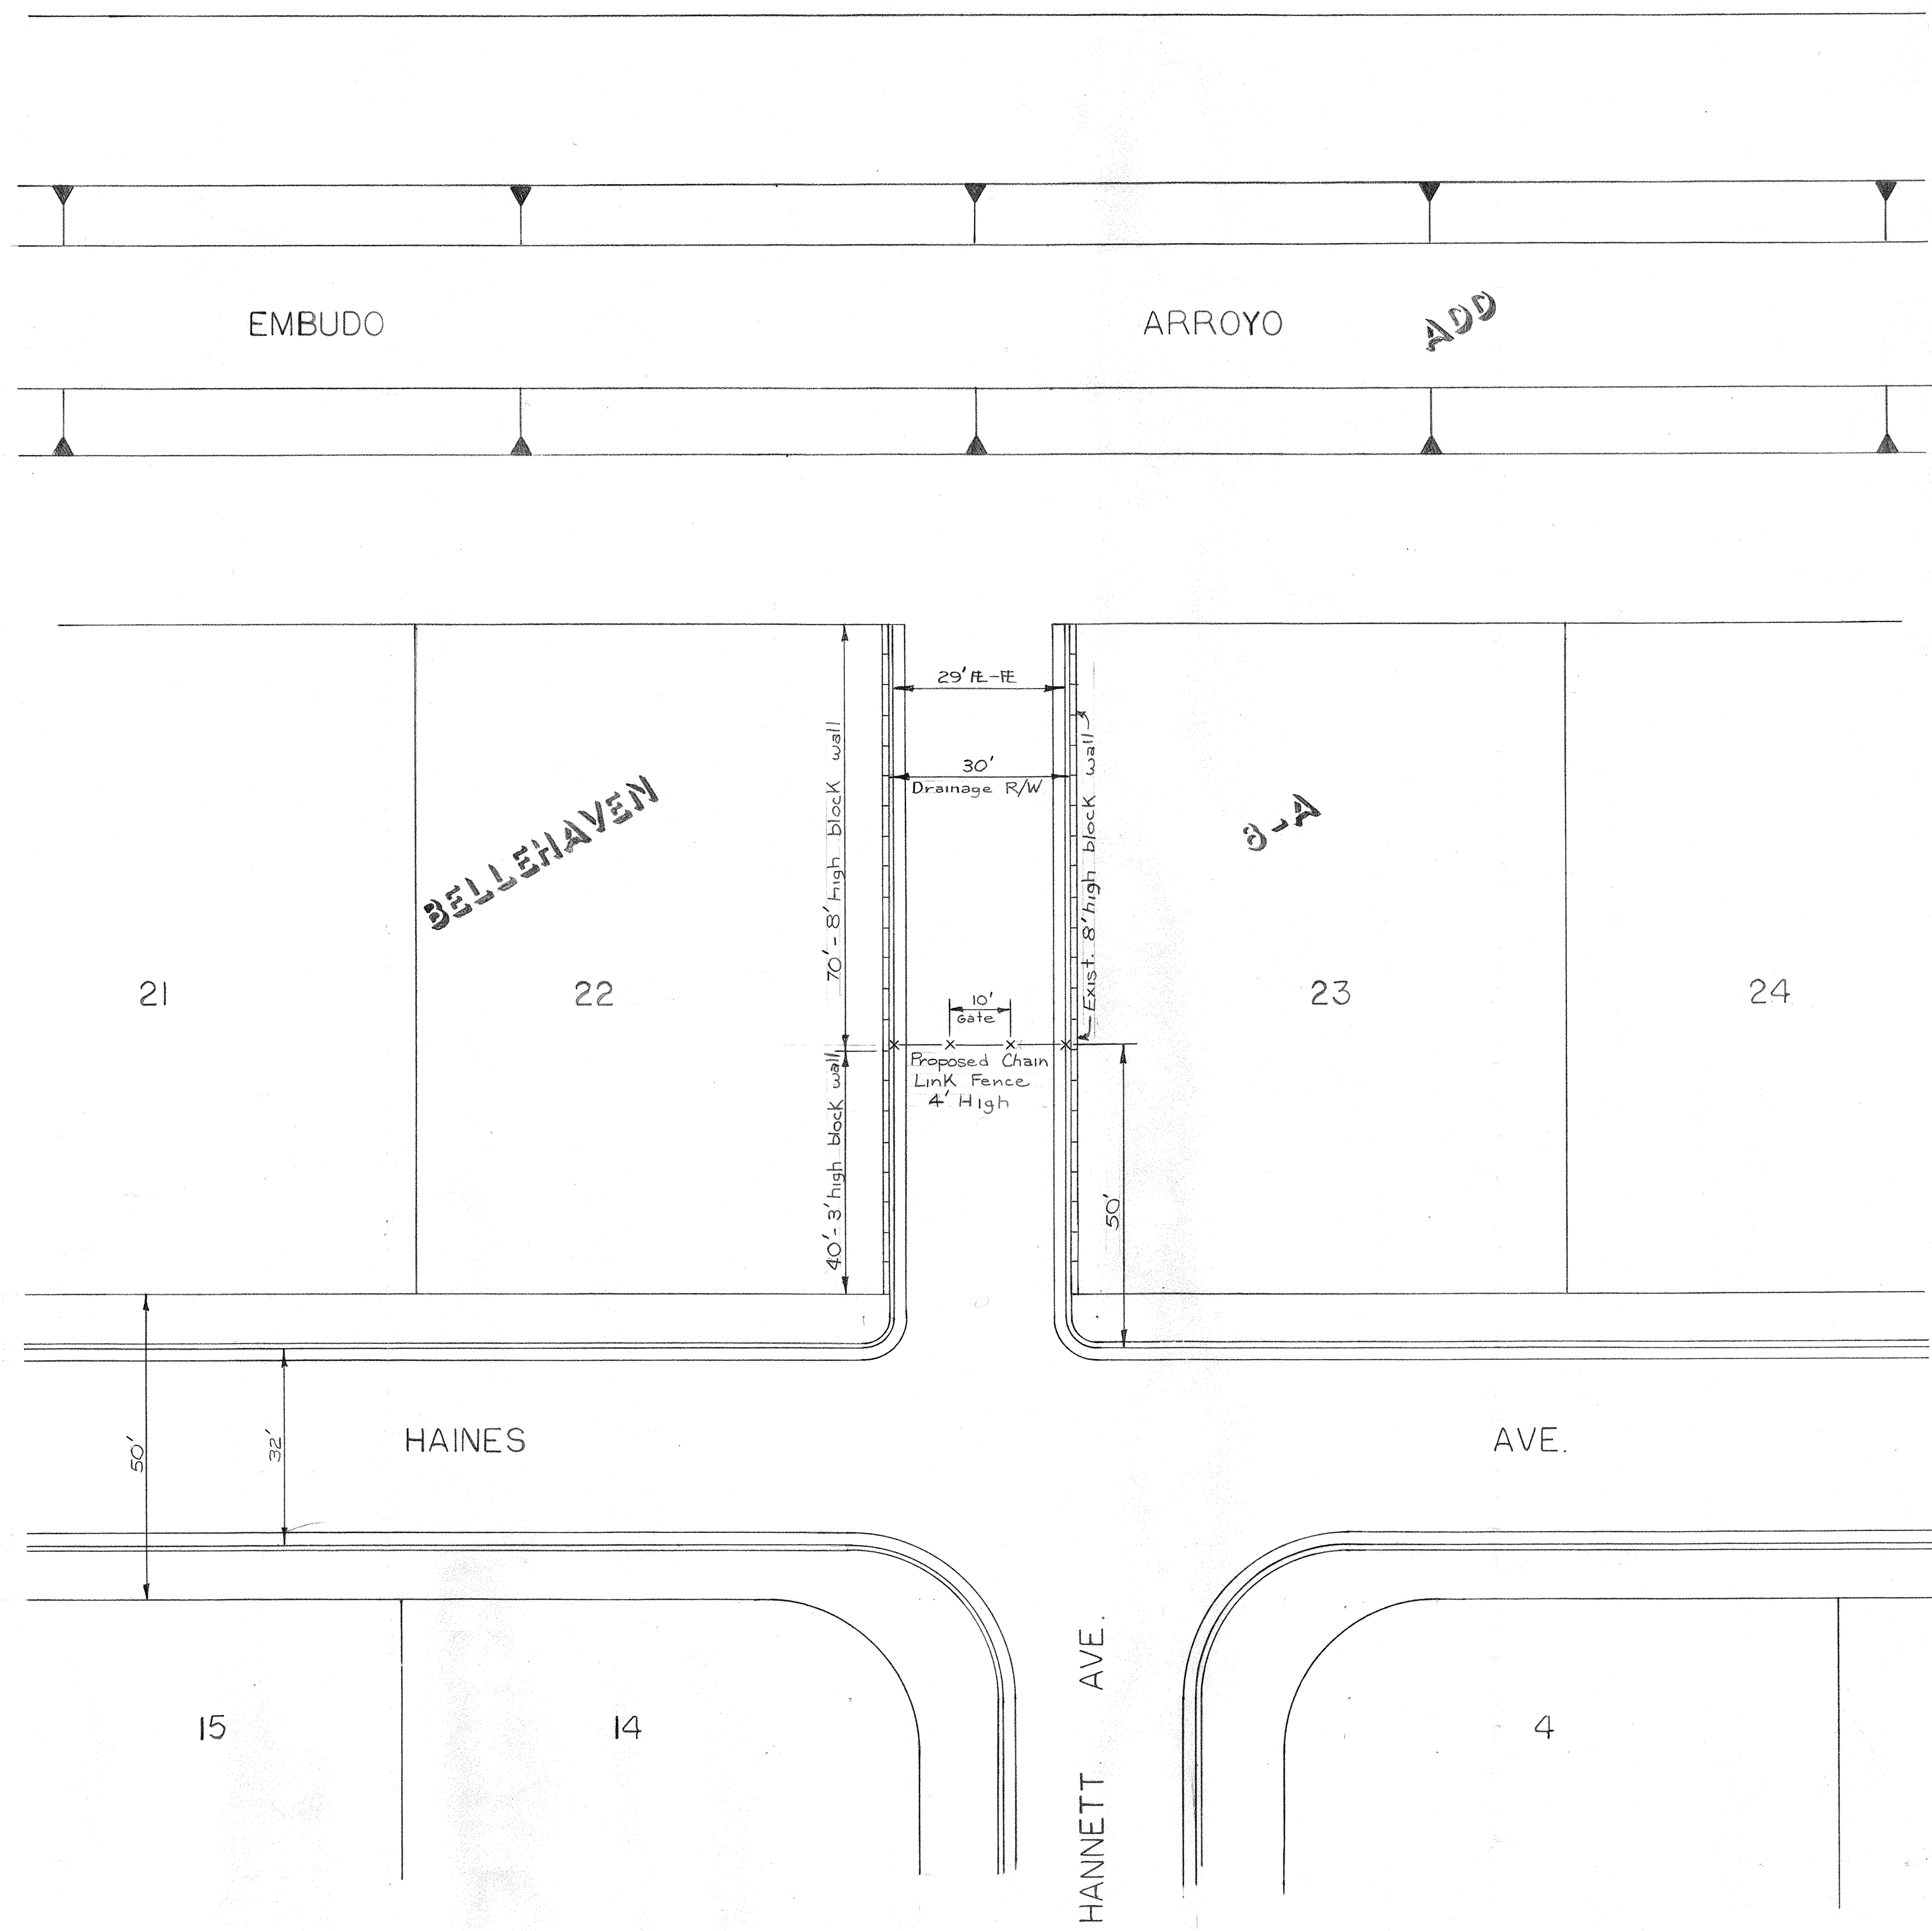 EMBUDO ARROYO ADD
29' FL-FL
30'
Drainage R/W
70' - 8' high block wall
Exist. 8' high block wall
BELLEHAVEN
21
22
23
24
10'
Gate
Proposed Chain
Link Fence
4' High
40' - 3' high block wall
50'
HAINES AVE.
50'
32'
HANNETT AVE.
15
14
4